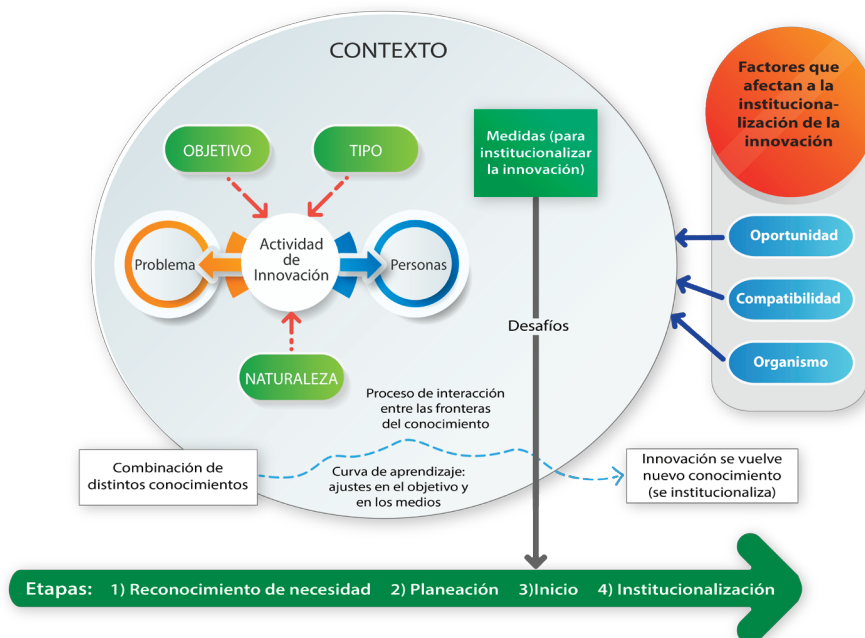 CONTEXTO
OBJETIVO
TIPO
Problema
Actividad
de
Innovación
Personas
NATURALEZA
Medidas (para
institucionalizar
la innovación)
Desafíos
Factores que
afectan a la
instituciona-
lización de la
innovación
Oportunidad
Compatibilidad
Organismo
Proceso de interacción
entre las fronteras
del conocimiento
Combinación de
distintos conocimientos
Curva de aprendizaje:
ajustes en el objetivo y
en los medios
Innovación se vuelve
nuevo conocimiento
(se institucionaliza)
Etapas: 1) Reconocimiento de necesidad 2) Planeación 3)Inicio 4) Institucionalización